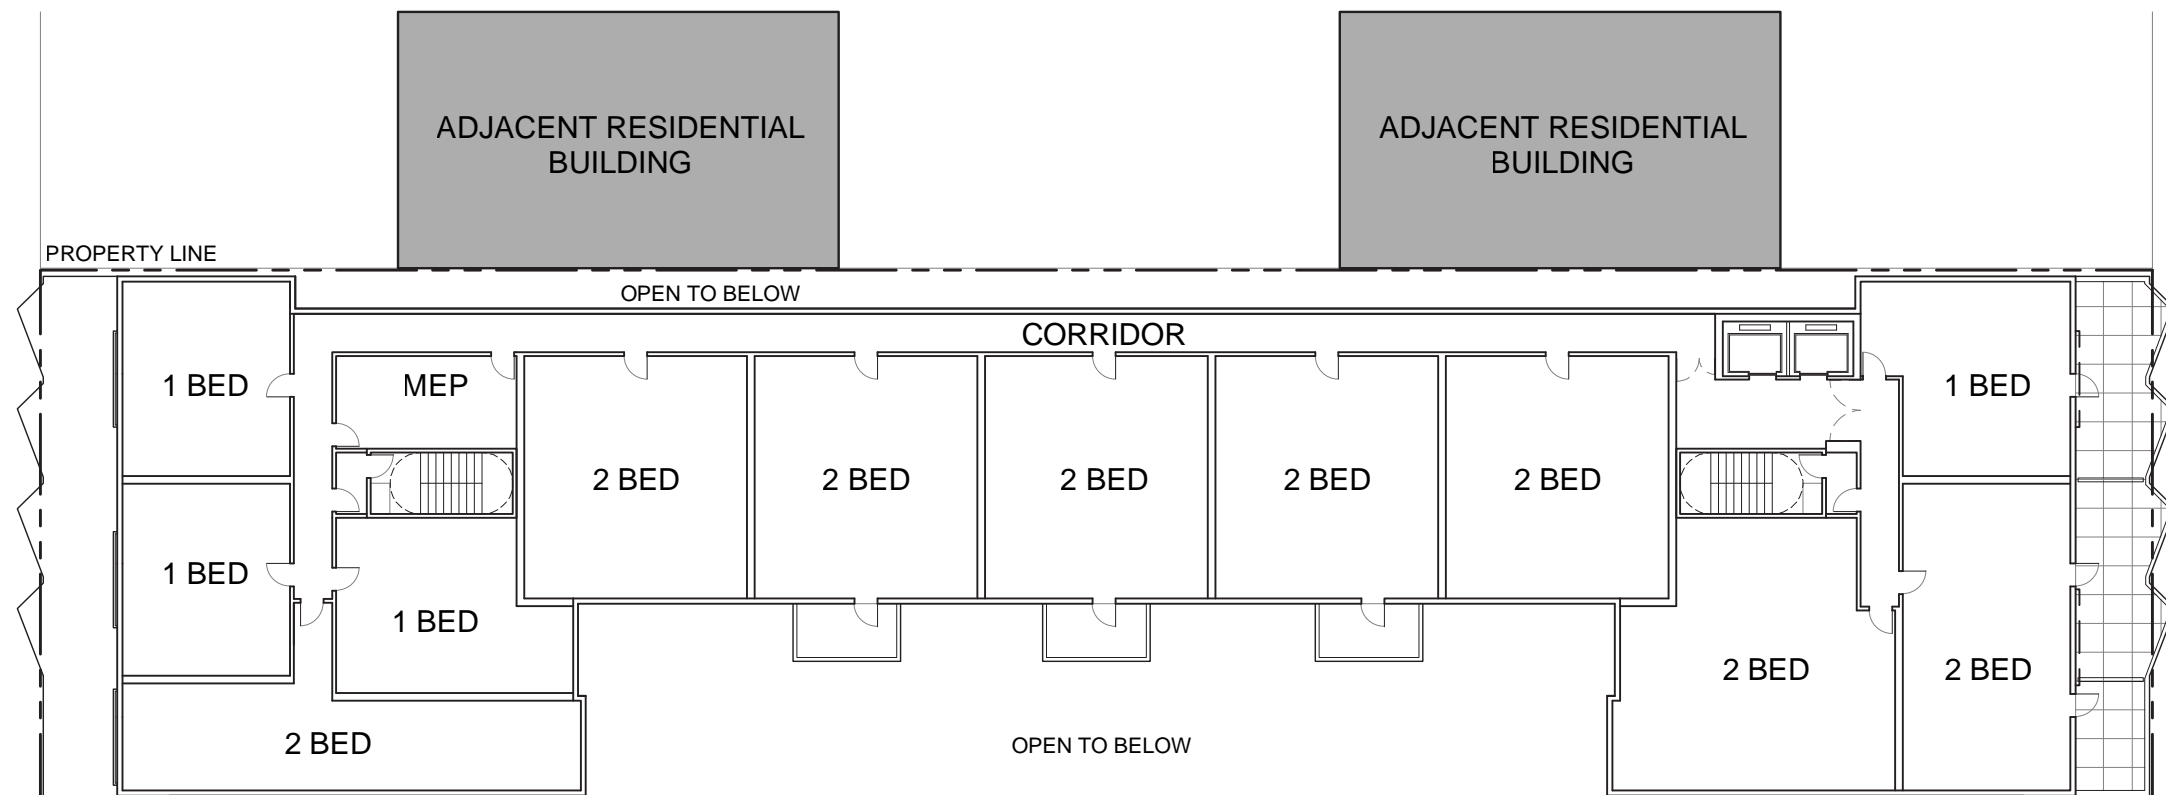 ADJACENT RESIDENTIAL
BUILDING
ADJACENT RESIDENTIAL
BUILDING
PROPERTY LINE
OPEN TO BELOW
CORRIDOR
1 BED
MEP
1 BED
2 BED
2 BED
2 BED
2 BED
2 BED
1 BED
1 BED
2 BED
2 BED
2 BED
OPEN TO BELOW